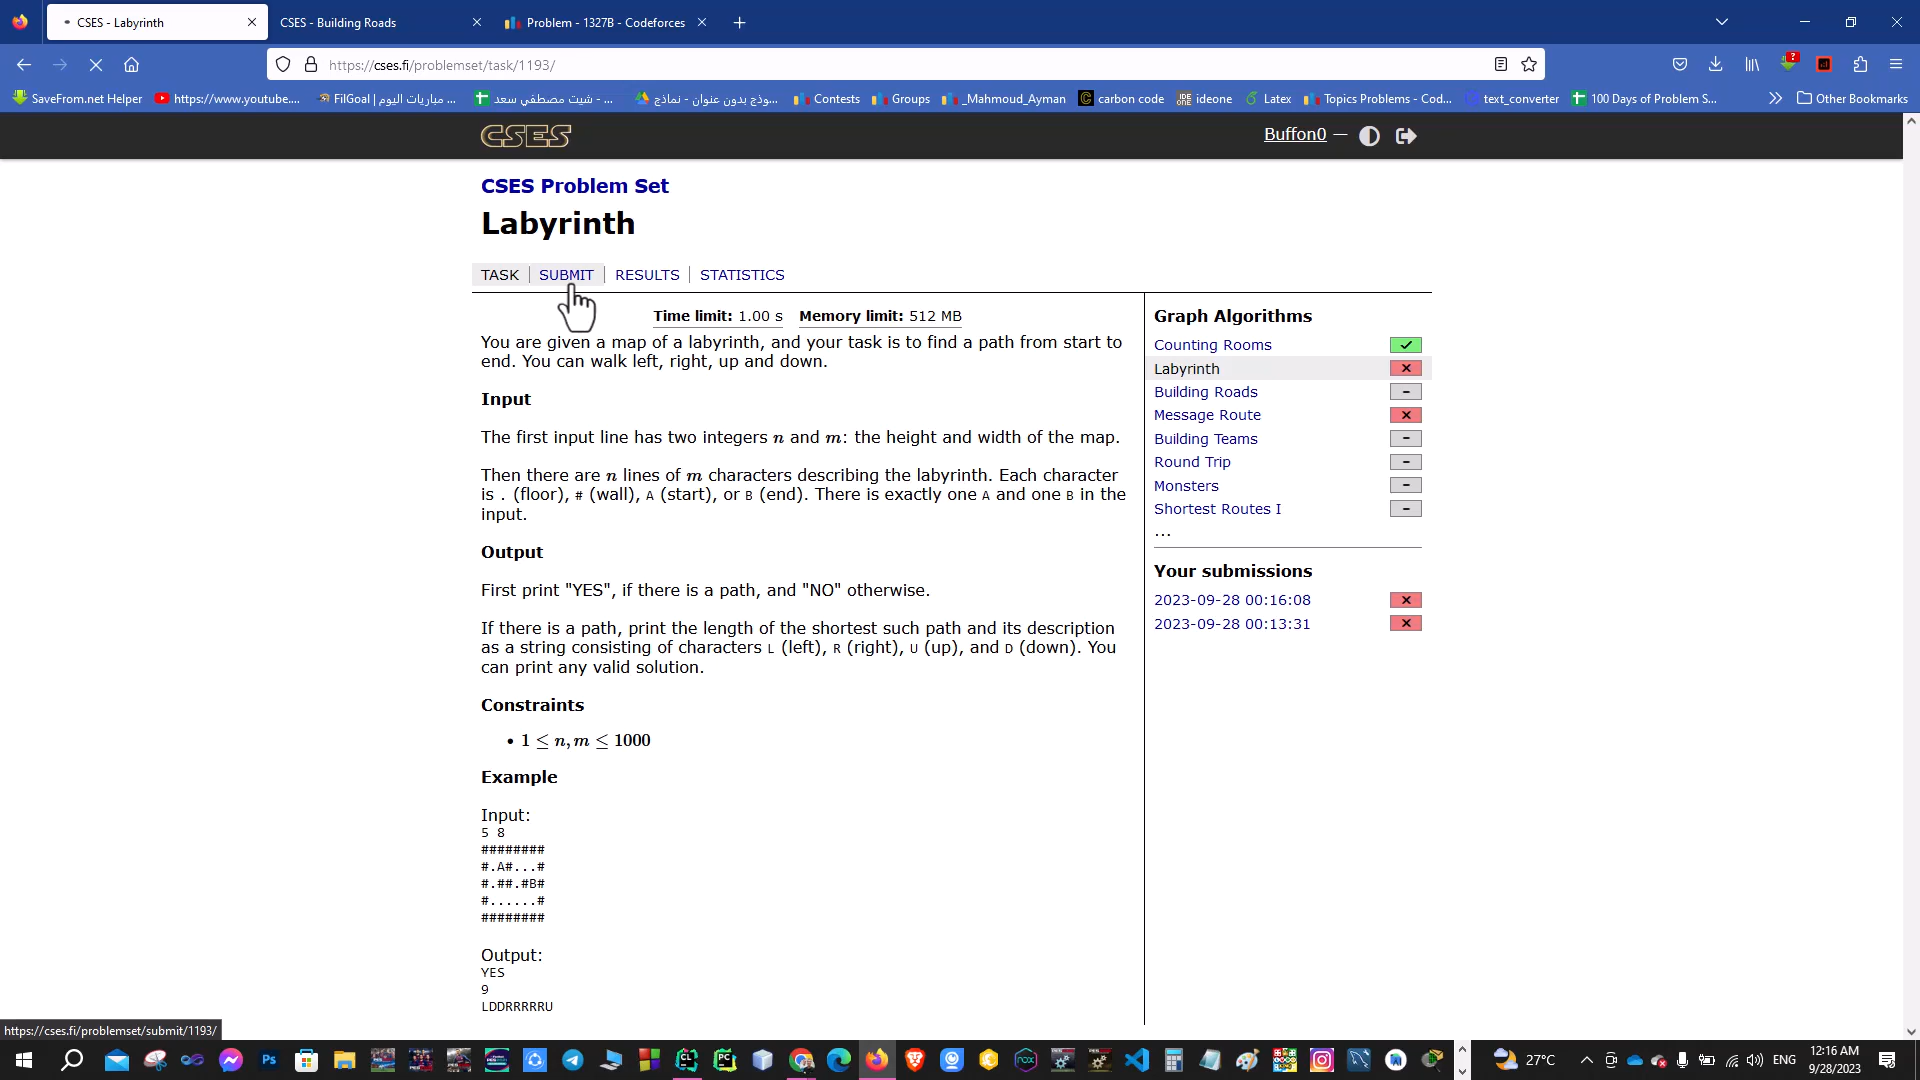 CSES - Labyrinth
CSES - Building Roads
Problem - 1327B - Codeforces
https://cses.fi/problemset/task/1193/
SaveFrom.net Helper
https://www.youtube....
FilGoal | مباريات اليوم ...
شيت مصطفي سعد - ...
...نموذج بدون عنوان - نماذج
Contests
Groups
_Mahmoud_Ayman
carbon code
ideone
Latex
Topics Problems - Cod...
text_converter
100 Days of Problem S...
Other Bookmarks
CSES
Buffon0 —
CSES Problem Set
Labyrinth
TASK | SUBMIT | RESULTS | STATISTICS
Time limit: 1.00 s Memory limit: 512 MB
You are given a map of a labyrinth, and your task is to find a path from start to
end. You can walk left, right, up and down.
Input
The first input line has two integers n and m: the height and width of the map.
Then there are n lines of m characters describing the labyrinth. Each character
is . (floor), # (wall), A (start), or B (end). There is exactly one A and one B in the
input.
Output
First print "YES", if there is a path, and "NO" otherwise.
If there is a path, print the length of the shortest such path and its description
as a string consisting of characters L (left), R (right), U (up), and D (down). You
can print any valid solution.
Constraints
• 1 ≤ n, m ≤ 1000
Example
Input:
5 8
########
#.A#...#
#.##.#B#
#......#
########
Output:
YES
9
LDDRRRRRU
Graph Algorithms
Counting Rooms
Labyrinth
Building Roads
Message Route
Building Teams
Round Trip
Monsters
Shortest Routes I
...
Your submissions
2023-09-28 00:16:08
2023-09-28 00:13:31
https://cses.fi/problemset/submit/1193/
27°C
ENG
12:16 AM
9/28/2023